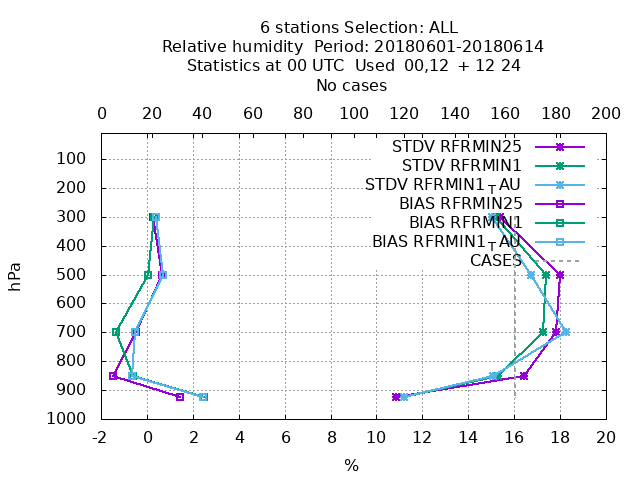 6 stations Selection: ALL
Relative humidity  Period: 20180601-20180614
Statistics at 00 UTC  Used  00,12  + 12 24
No cases
0 20 40 60 80 100 120 140 160 180 200
STDV RFRMIN25
STDV RFRMIN1
STDV RFRMIN1TAU
BIAS RFRMIN25
BIAS RFRMIN1
BIAS RFRMIN1TAU
CASES
100
200
300
400
500
600
700
800
900
1000
hPa
-2 0 2 4 6 8 10 12 14 16 18 20
%